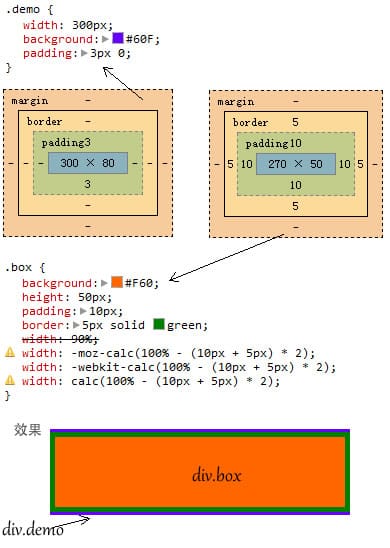 .demo {
width: 300px;
background:▶ #60F;
padding:▶3px 0;
}
margin -
border -
padding3
- - - 300 × 80 - - -
3
-
-
margin -
border 5
padding10
- 5 10 270 × 50 10 5 -
10
5
-
.box {
background:▶ #F60;
height: 50px;
padding:▶10px;
border:▶5px solid green;
width: 90%;
width: -moz-calc(100% - (10px + 5px) * 2);
width: -webkit-calc(100% - (10px + 5px) * 2);
width: calc(100% - (10px + 5px) * 2);
}
效果
div.box
div.demo